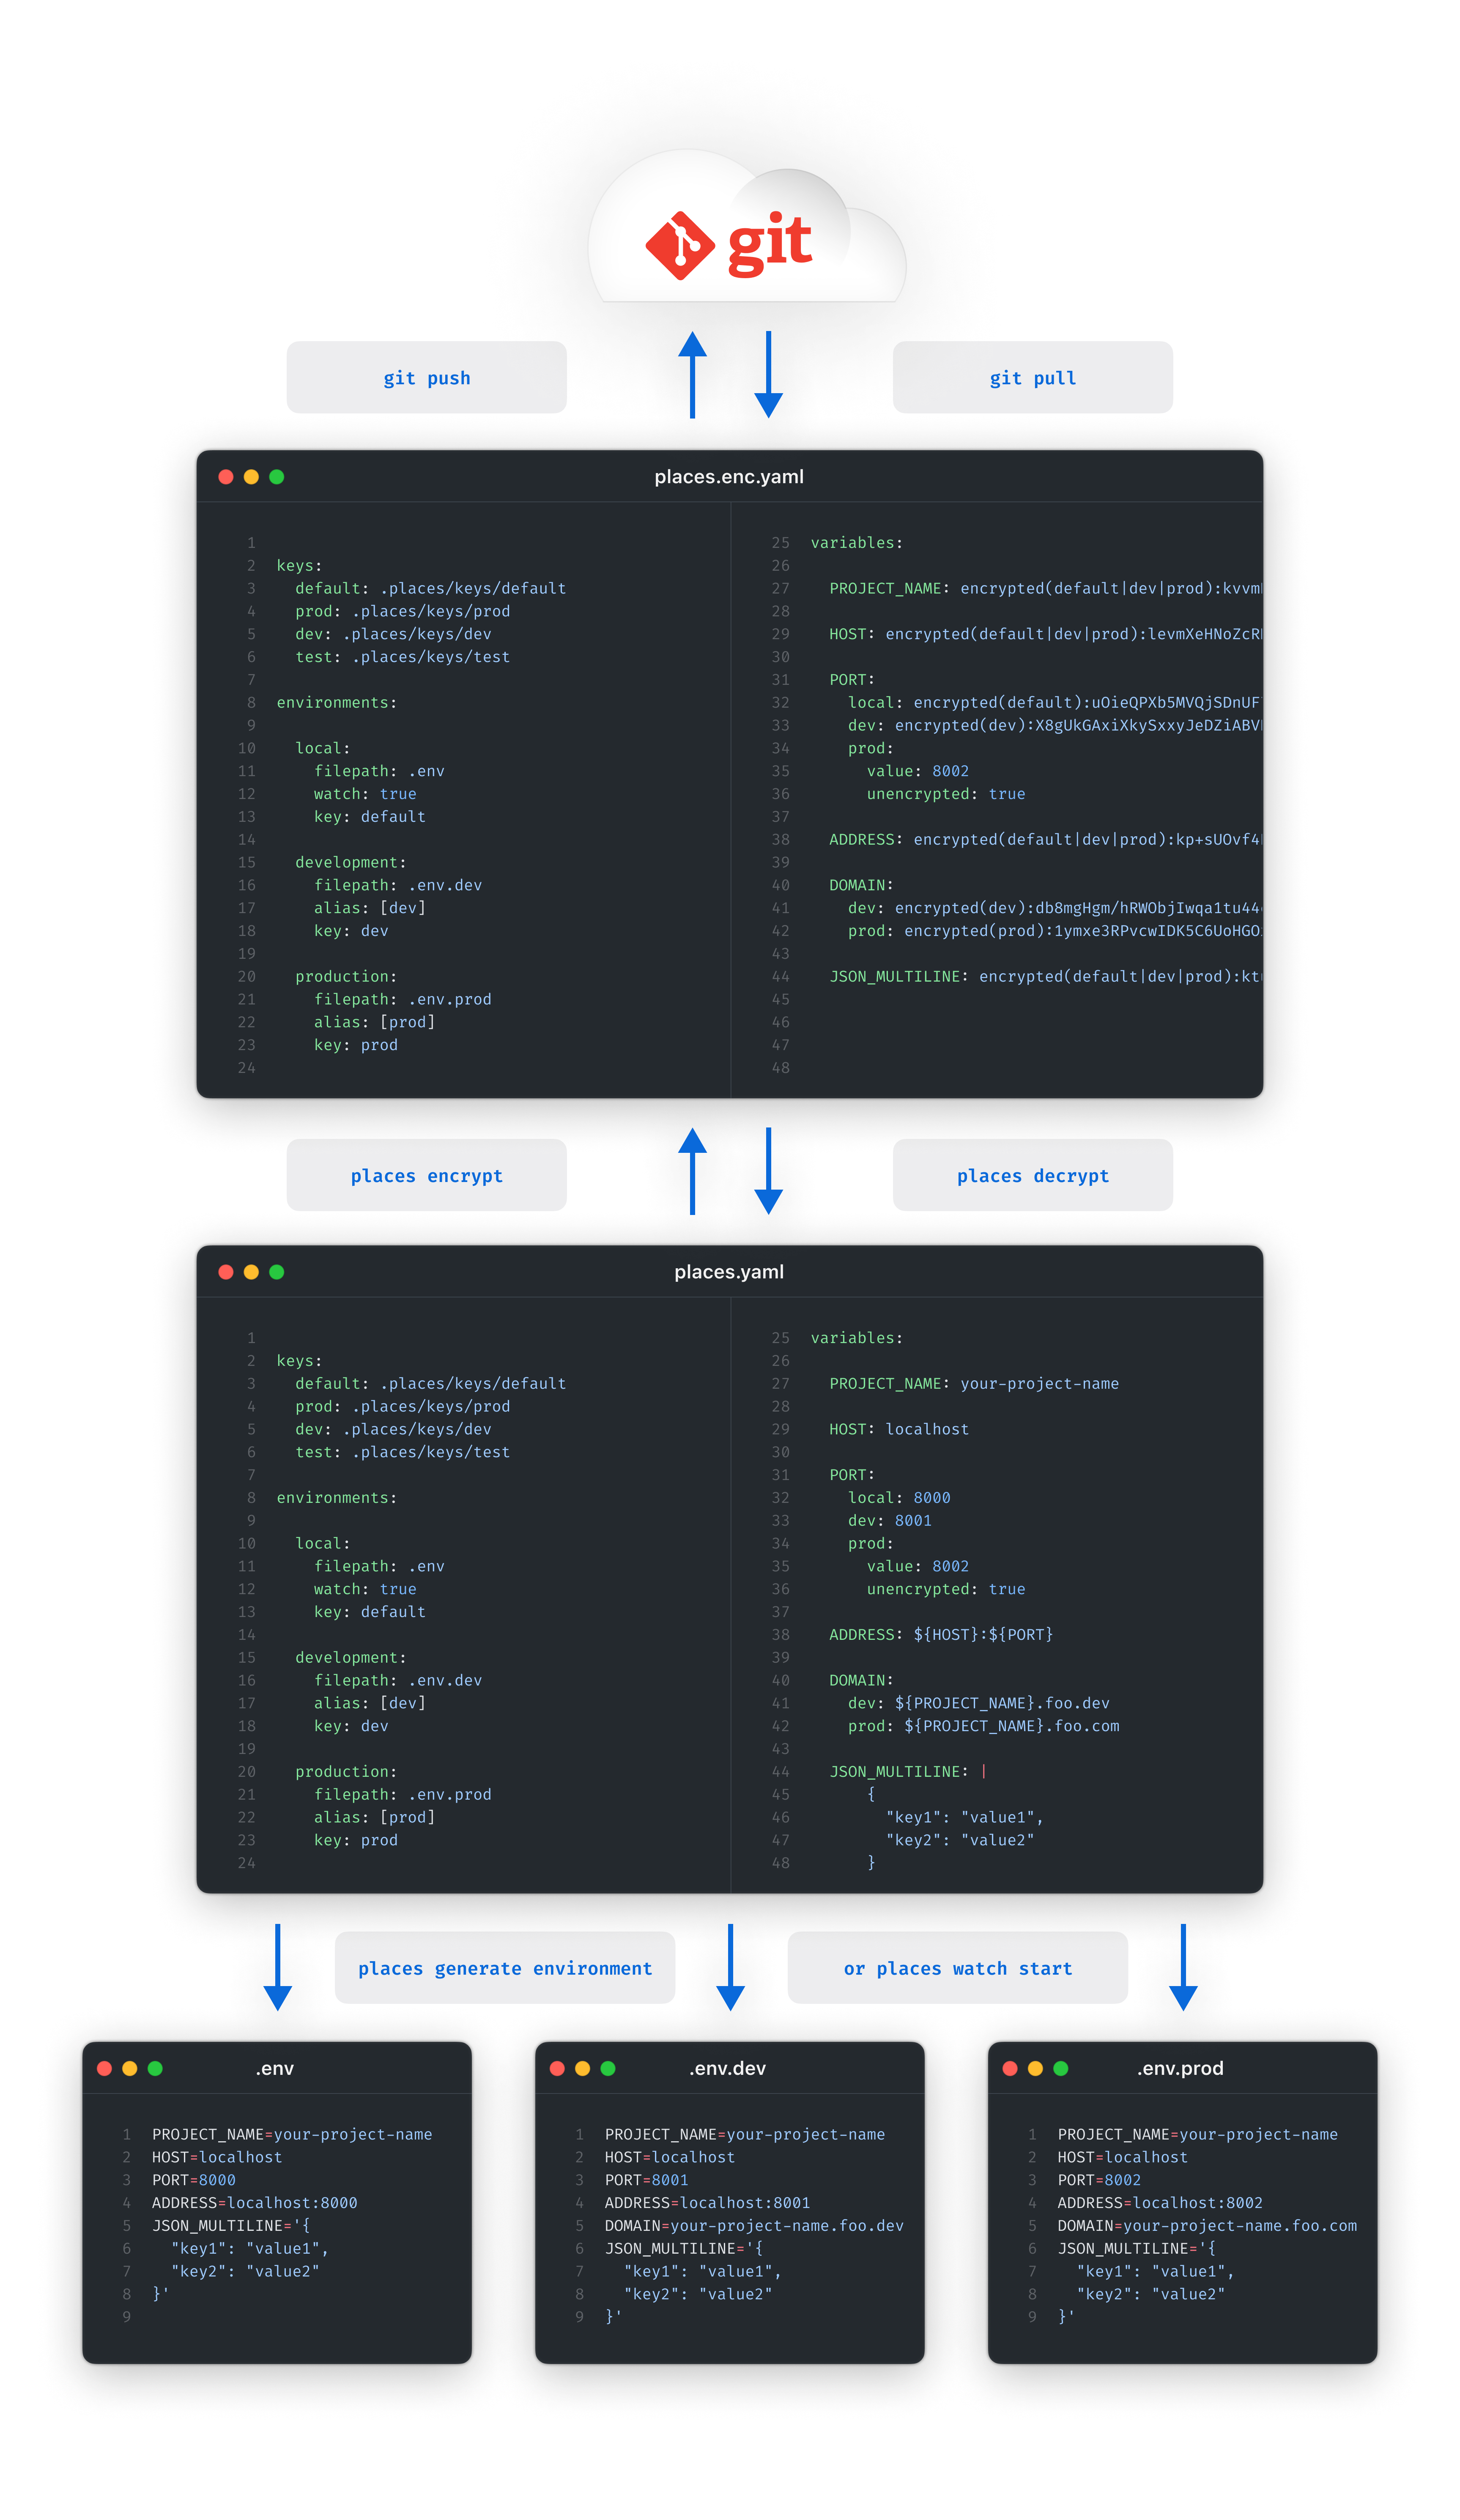 git
git push
git pull
places.enc.yaml
1
2 keys:
3   default: .places/keys/default
4   prod: .places/keys/prod
5   dev: .places/keys/dev
6   test: .places/keys/test
7
8 environments:
9
10   local:
11     filepath: .env
12     watch: true
13     key: default
14
15   development:
16     filepath: .env.dev
17     alias: [dev]
18     key: dev
19
20   production:
21     filepath: .env.prod
22     alias: [prod]
23     key: prod
24
25 variables:
26
27   PROJECT_NAME: encrypted(default|dev|prod):kvvm
28
29   HOST: encrypted(default|dev|prod):levmXeHNoZcR
30
31   PORT:
32     local: encrypted(default):uOieQPXb5MVQjSDnUF
33     dev: encrypted(dev):X8gUkGAxiXkySxxyJeDZiABV
34     prod:
35       value: 8002
36       unencrypted: true
37
38   ADDRESS: encrypted(default|dev|prod):kp+sUOvf4
39
40   DOMAIN:
41     dev: encrypted(dev):db8mgHgm/hRWObjIwqa1tu44
42     prod: encrypted(prod):1ymxe3RPvcwIDK5C6UoHGO
43
44   JSON_MULTILINE: encrypted(default|dev|prod):kt
45
46
47
48
places encrypt
places decrypt
places.yaml
1
2 keys:
3   default: .places/keys/default
4   prod: .places/keys/prod
5   dev: .places/keys/dev
6   test: .places/keys/test
7
8 environments:
9
10   local:
11     filepath: .env
12     watch: true
13     key: default
14
15   development:
16     filepath: .env.dev
17     alias: [dev]
18     key: dev
19
20   production:
21     filepath: .env.prod
22     alias: [prod]
23     key: prod
24
25 variables:
26
27   PROJECT_NAME: your-project-name
28
29   HOST: localhost
30
31   PORT:
32     local: 8000
33     dev: 8001
34     prod:
35       value: 8002
36       unencrypted: true
37
38   ADDRESS: ${HOST}:${PORT}
39
40   DOMAIN:
41     dev: ${PROJECT_NAME}.foo.dev
42     prod: ${PROJECT_NAME}.foo.com
43
44   JSON_MULTILINE: |
45       {
46         "key1": "value1",
47         "key2": "value2"
48       }
places generate environment
or places watch start
.env
1 PROJECT_NAME=your-project-name
2 HOST=localhost
3 PORT=8000
4 ADDRESS=localhost:8000
5 JSON_MULTILINE='{
6   "key1": "value1",
7   "key2": "value2"
8 }'
9
.env.dev
1 PROJECT_NAME=your-project-name
2 HOST=localhost
3 PORT=8001
4 ADDRESS=localhost:8001
5 DOMAIN=your-project-name.foo.dev
6 JSON_MULTILINE='{
7   "key1": "value1",
8   "key2": "value2"
9 }'
.env.prod
1 PROJECT_NAME=your-project-name
2 HOST=localhost
3 PORT=8002
4 ADDRESS=localhost:8002
5 DOMAIN=your-project-name.foo.com
6 JSON_MULTILINE='{
7   "key1": "value1",
8   "key2": "value2"
9 }'